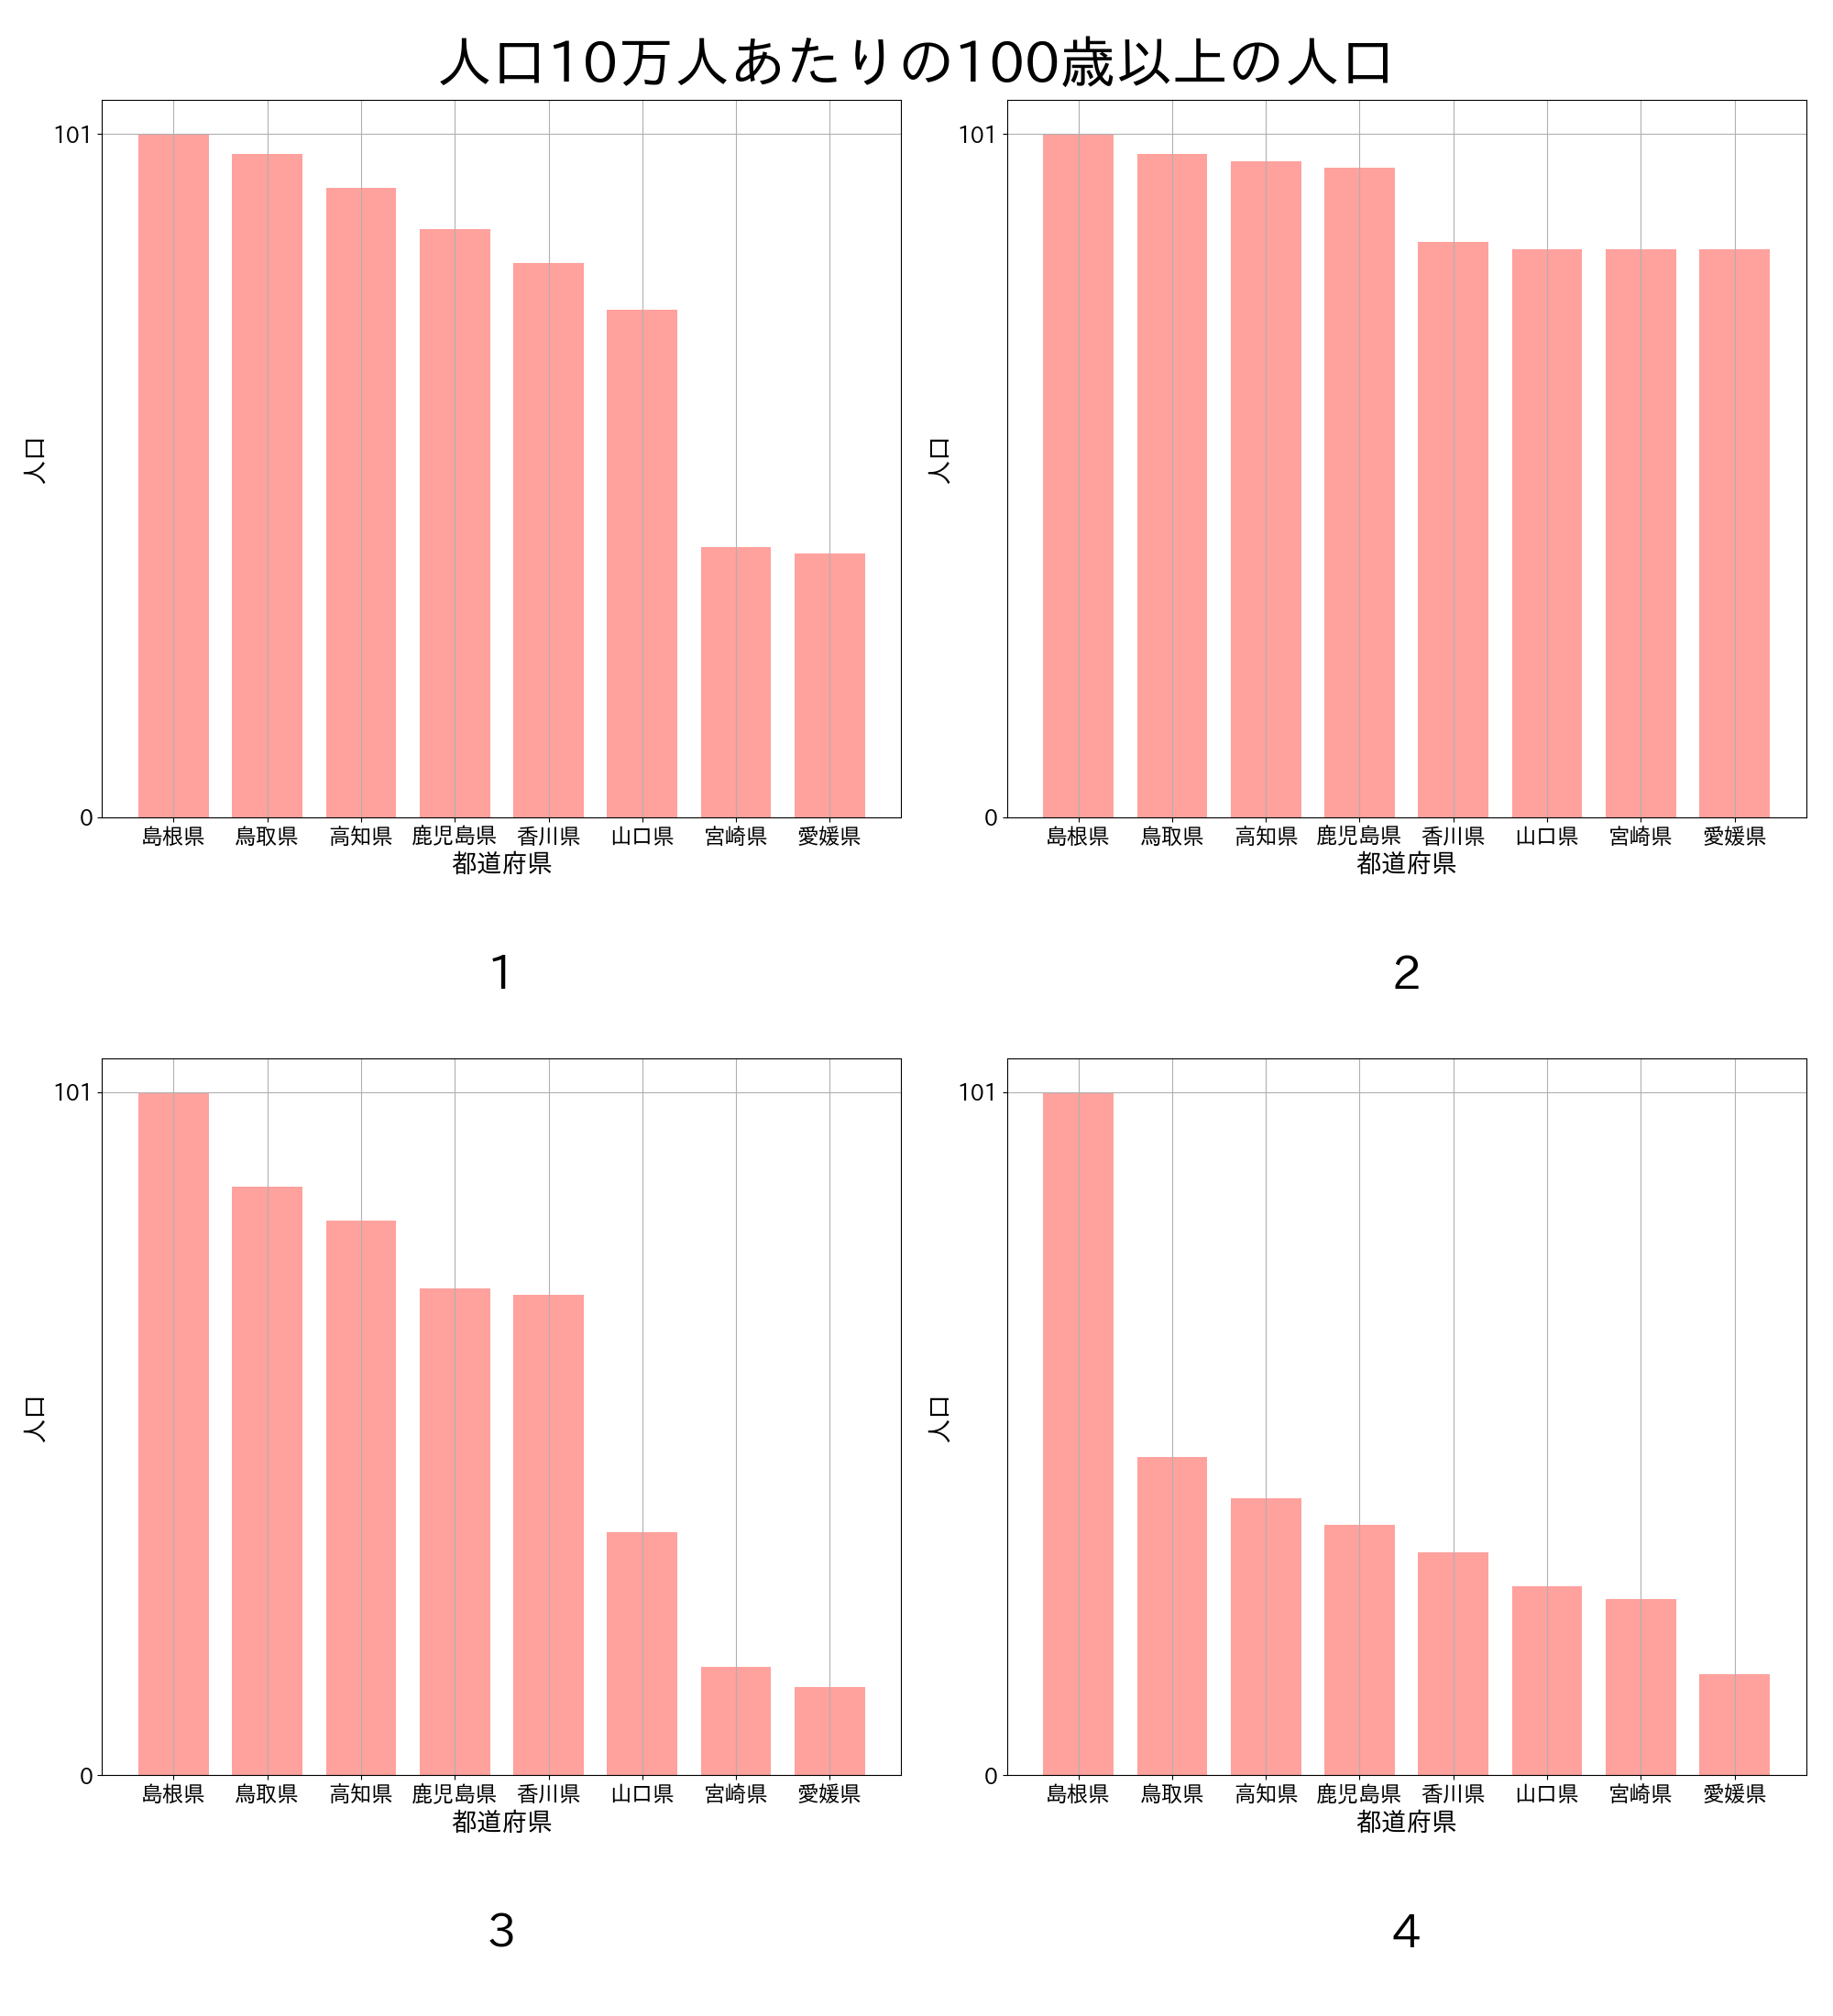 人口10万人あたりの100歳以上の人口
101
人口
0
島根県 鳥取県 高知県 鹿児島県 香川県 山口県 宮崎県 愛媛県
都道府県
1
101
人口
0
島根県 鳥取県 高知県 鹿児島県 香川県 山口県 宮崎県 愛媛県
都道府県
2
101
人口
0
島根県 鳥取県 高知県 鹿児島県 香川県 山口県 宮崎県 愛媛県
都道府県
3
101
人口
0
島根県 鳥取県 高知県 鹿児島県 香川県 山口県 宮崎県 愛媛県
都道府県
4